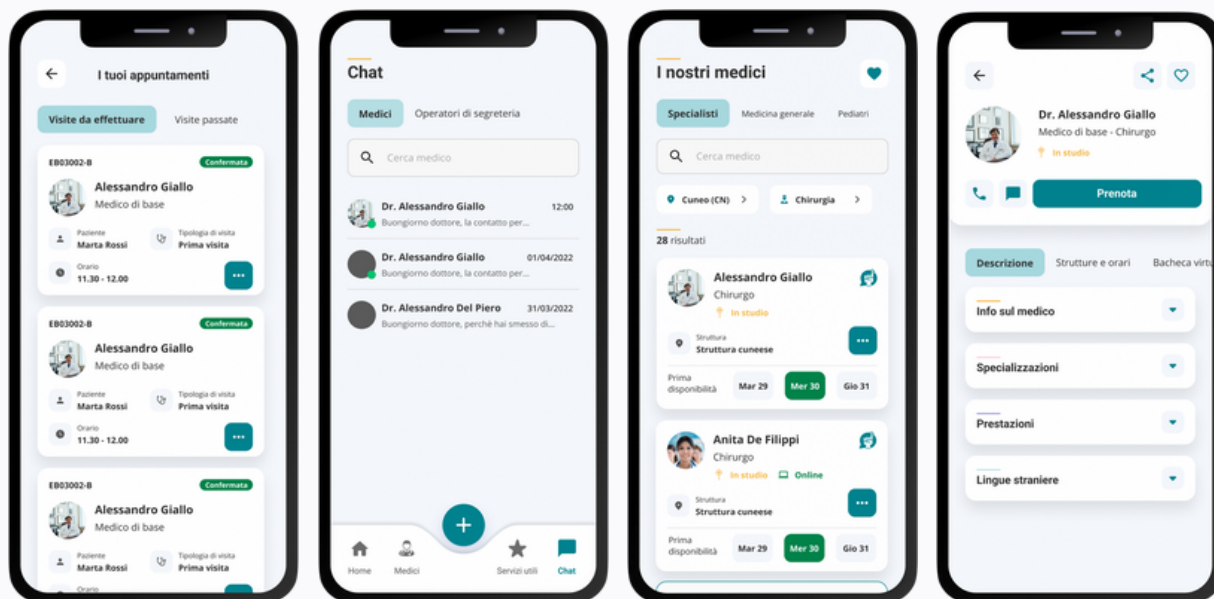 I tuoi appuntamenti
Visite da effettuare
Visite passate
EB03002-B
Confermata
Alessandro Giallo
Medico di base
Paziente
Marta Rossi
Tipologia di visita
Prima visita
Orario
11.30 - 12.00
EB03002-B
Confermata
Alessandro Giallo
Medico di base
Paziente
Marta Rossi
Tipologia di visita
Prima visita
Orario
11.30 - 12.00
EB03002-B
Confermata
Alessandro Giallo
Medico di base
Paziente
Marta Rossi
Tipologia di visita
Prima visita
Orario
Chat
Medici
Operatori di segreteria
Cerca medico
Dr. Alessandro Giallo
12:00
Buongiorno dottore, la contatto per...
Dr. Alessandro Giallo
01/04/2022
Buongiorno dottore, la contatto per...
Dr. Alessandro Del Piero
31/03/2022
Buongiorno dottore, perchè hai smesso di...
Home
Medici
Servizi utili
Chat
I nostri medici
Specialisti
Medicina generale
Pediatri
Cerca medico
Cuneo (CN)
Chirurgia
28 risultati
Alessandro Giallo
Chirurgo
In studio
Struttura
Struttura cuneese
Prima
disponibilità
Mar 29
Mer 30
Gio 31
Anita De Filippi
Chirurgo
In studio
Online
Struttura
Struttura cuneese
Prima
disponibilità
Mar 29
Mer 30
Gio 31
Dr. Alessandro Giallo
Medico di base - Chirurgo
In studio
Prenota
Descrizione
Strutture e orari
Bacheca virtu
Info sul medico
Specializzazioni
Prestazioni
Lingue straniere